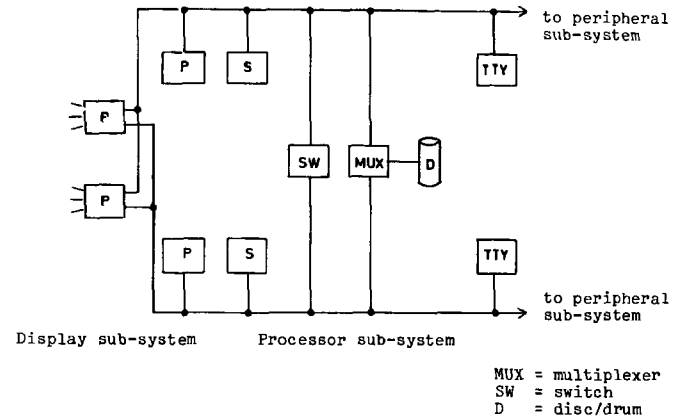 to peripheral
sub-system
P
S
TTY
P
SW
MUX
D
P
P
S
TTY
to peripheral
sub-system
Display sub-system
Processor sub-system
MUX = multiplexer
SW = switch
D = disc/drum